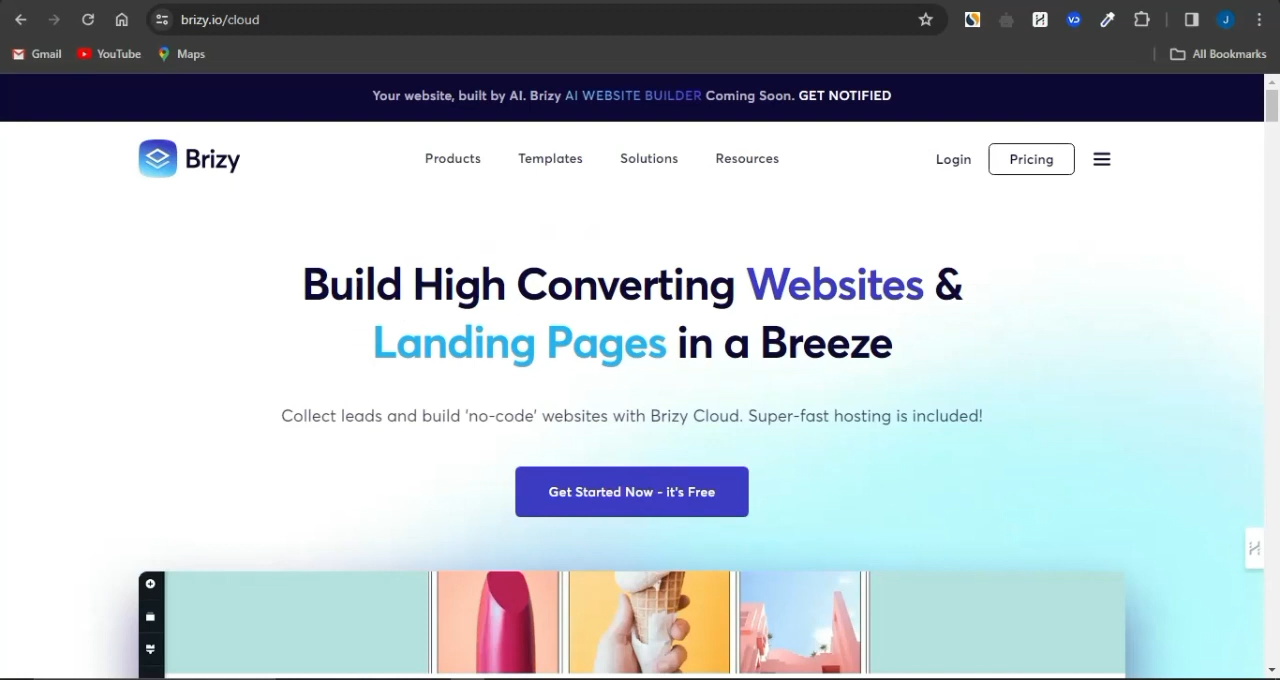 brizy.io/cloud
Gmail YouTube Maps All Bookmarks
Your website, built by AI. Brizy AI WEBSITE BUILDER Coming Soon. GET NOTIFIED
Brizy Products Templates Solutions Resources Login Pricing
Build High Converting Websites &
Landing Pages in a Breeze
Collect leads and build 'no-code' websites with Brizy Cloud. Super-fast hosting is included!
Get Started Now - it's Free